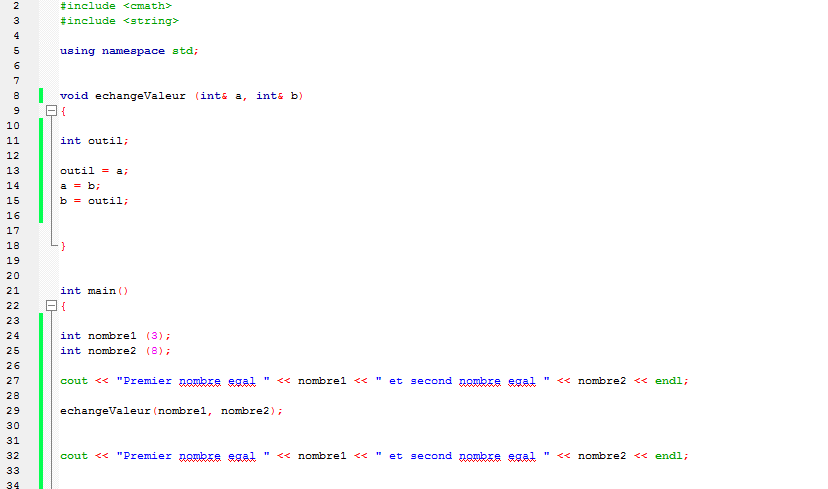 2 #include <cmath>
3 #include <string>
4
5 using namespace std;
6
7
8 void echangeValeur (int& a, int& b)
9 {
10
11 int outil;
12
13 outil = a;
14 a = b;
15 b = outil;
16
17
18 }
19
20
21 int main()
22 {
23
24 int nombre1 (3);
25 int nombre2 (8);
26
27 cout << "Premier nombre egal " << nombre1 << " et second nombre egal " << nombre2 << endl;
28
29 echangeValeur(nombre1, nombre2);
30
31
32 cout << "Premier nombre egal " << nombre1 << " et second nombre egal " << nombre2 << endl;
33
34